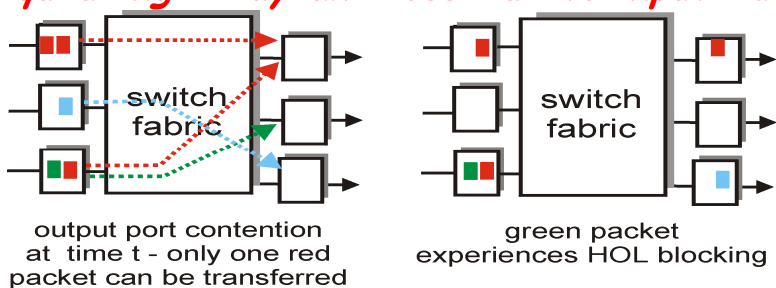 switch
fabric
output port contention
at time t - only one red
packet can be transferred
switch
fabric
green packet
experiences HOL blocking